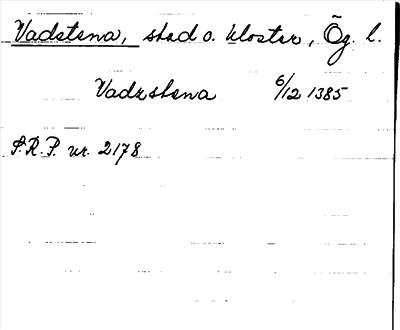 Vadstena, stad o. kloster, Ög. l.
Vadzstena 6/12 1385
S.R.P. nr. 2178